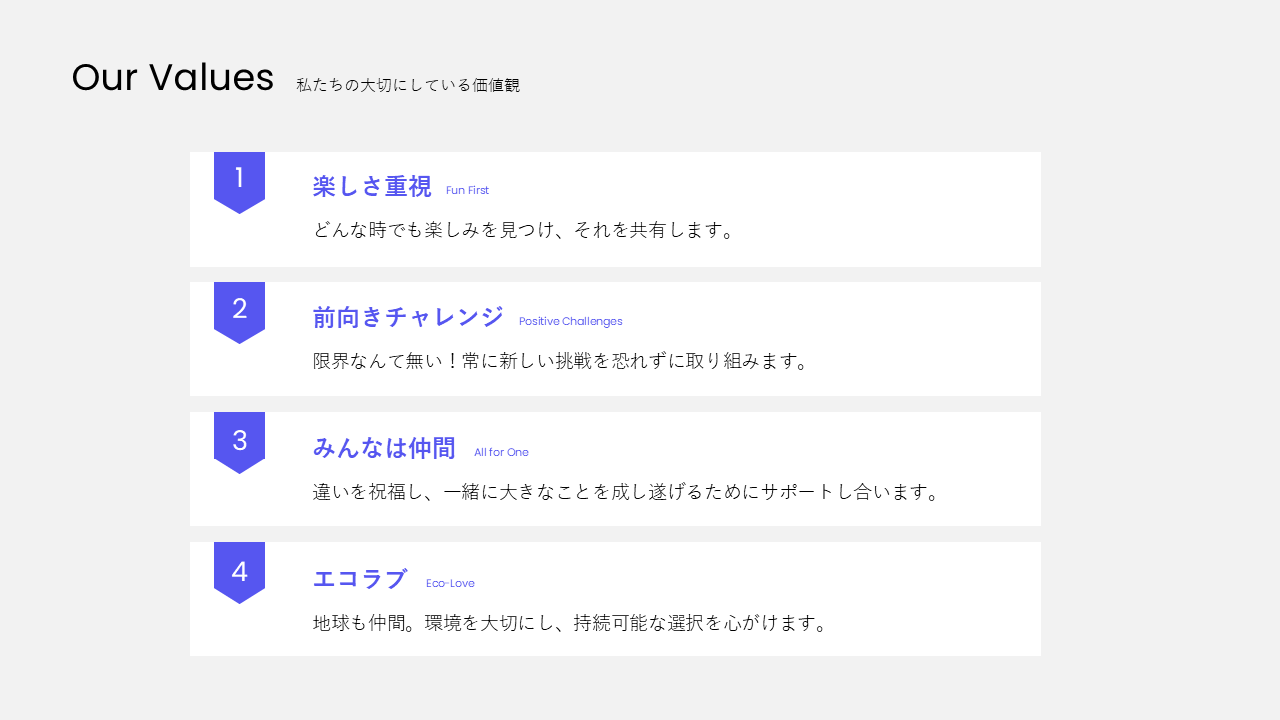 Our Values 私たちの大切にしている価値観
1
楽しさ重視 Fun First
どんな時でも楽しみを見つけ、それを共有します。
2
前向きチャレンジ Positive Challenges
限界なんて無い！常に新しい挑戦を恐れずに取り組みます。
3
みんなは仲間 All for One
違いを祝福し、一緒に大きなことを成し遂げるためにサポートし合います。
4
エコラブ Eco-Love
地球も仲間。環境を大切にし、持続可能な選択を心がけます。